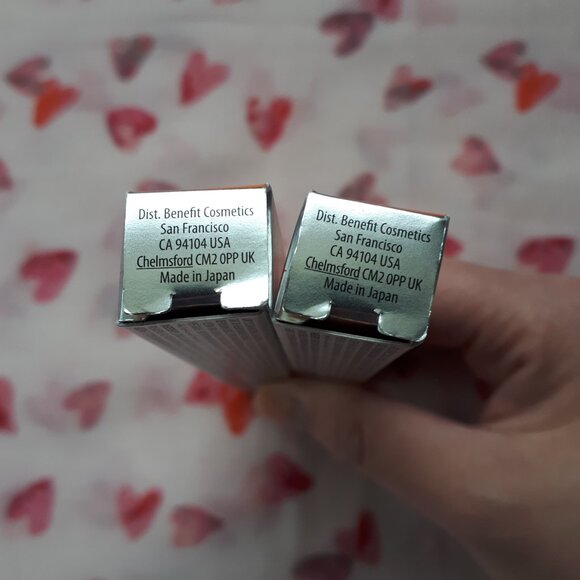 Dist. Benefit Cosmetics
San Francisco
CA 94104 USA
Chelmsford CM2 0PP UK
Made in Japan
Dist. Benefit Cosmetics
San Francisco
CA 94104 USA
Chelmsford CM2 0PP UK
Made in Japan